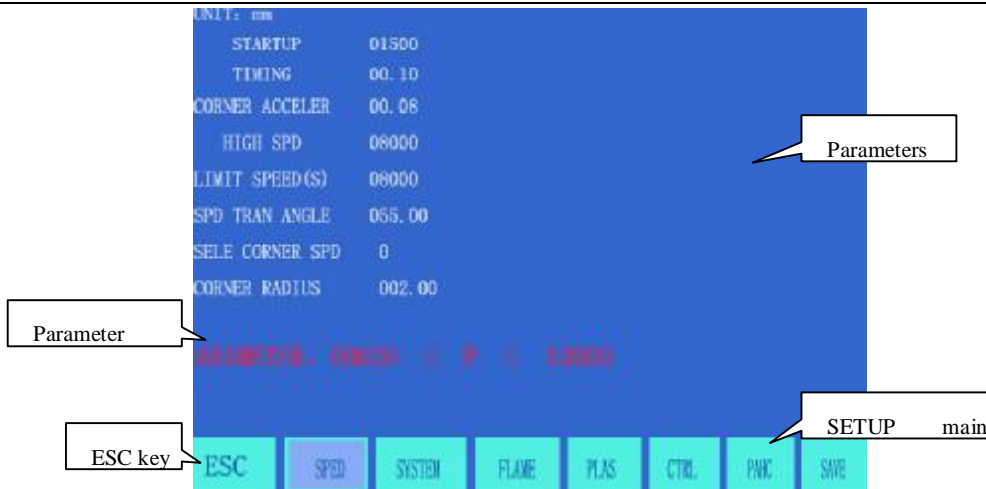 UNIT: mm
STARTUP 01500
TIMING 00.10
CORNER ACCELER 00.08
HIGH SPD 08000
LIMIT SPEED(S) 08000
SPD TRAN ANGLE 055.00
SELE CORNER SPD 0
CORNER RADIUS 002.00
Parameters
Parameter
SETUP main
ESC key
ESC SPED SYSTEM FLAME PLAS CTRL SAVE